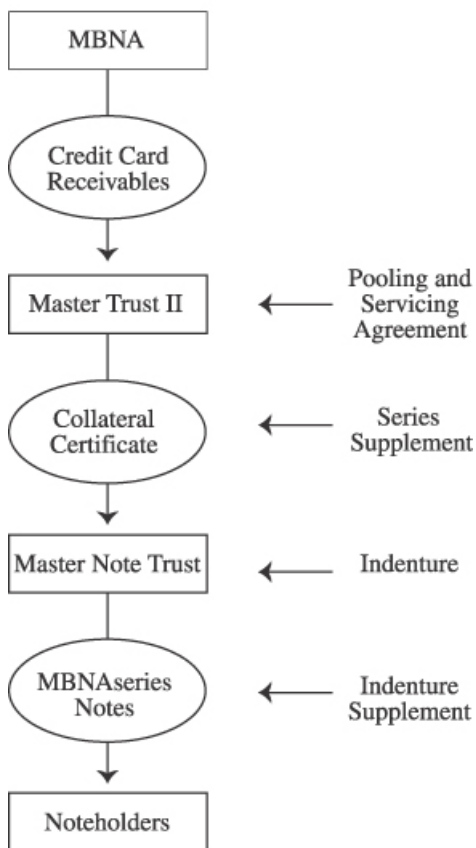 MBNA
Credit Card
Receivables
Master Trust II
Pooling and
Servicing
Agreement
Collateral
Certificate
Series
Supplement
Master Note Trust
Indenture
MBNAseries
Notes
Indenture
Supplement
Noteholders